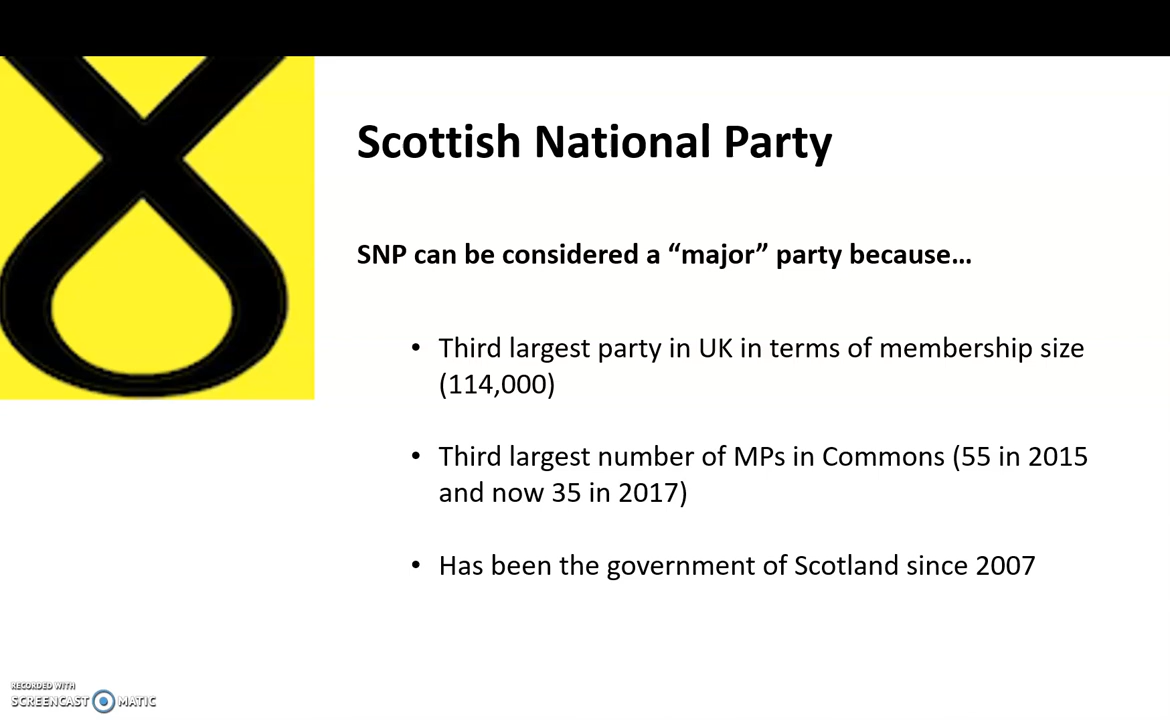 Scottish National Party
SNP can be considered a “major” party because…
• Third largest party in UK in terms of membership size
(114,000)
• Third largest number of MPs in Commons (55 in 2015
and now 35 in 2017)
• Has been the government of Scotland since 2007
RECORDED WITH
SCREENCAST MATIC